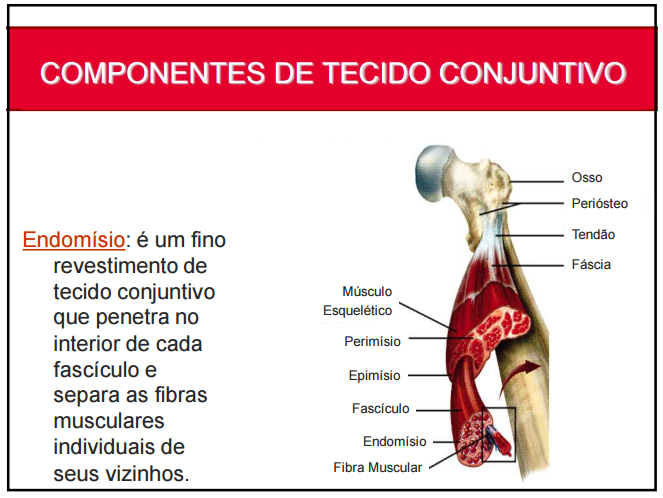 COMPONENTES DE TECIDO CONJUNTIVO
Endomísio: é um fino
revestimento de
tecido conjuntivo
que penetra no
interior de cada
fascículo e
separa as fibras
musculares
individuais de
seus vizinhos.
Osso
Periósteo
Tendão
Fáscia
Músculo
Esquelético
Perimísio
Epimísio
Fascículo
Endomísio
Fibra Muscular